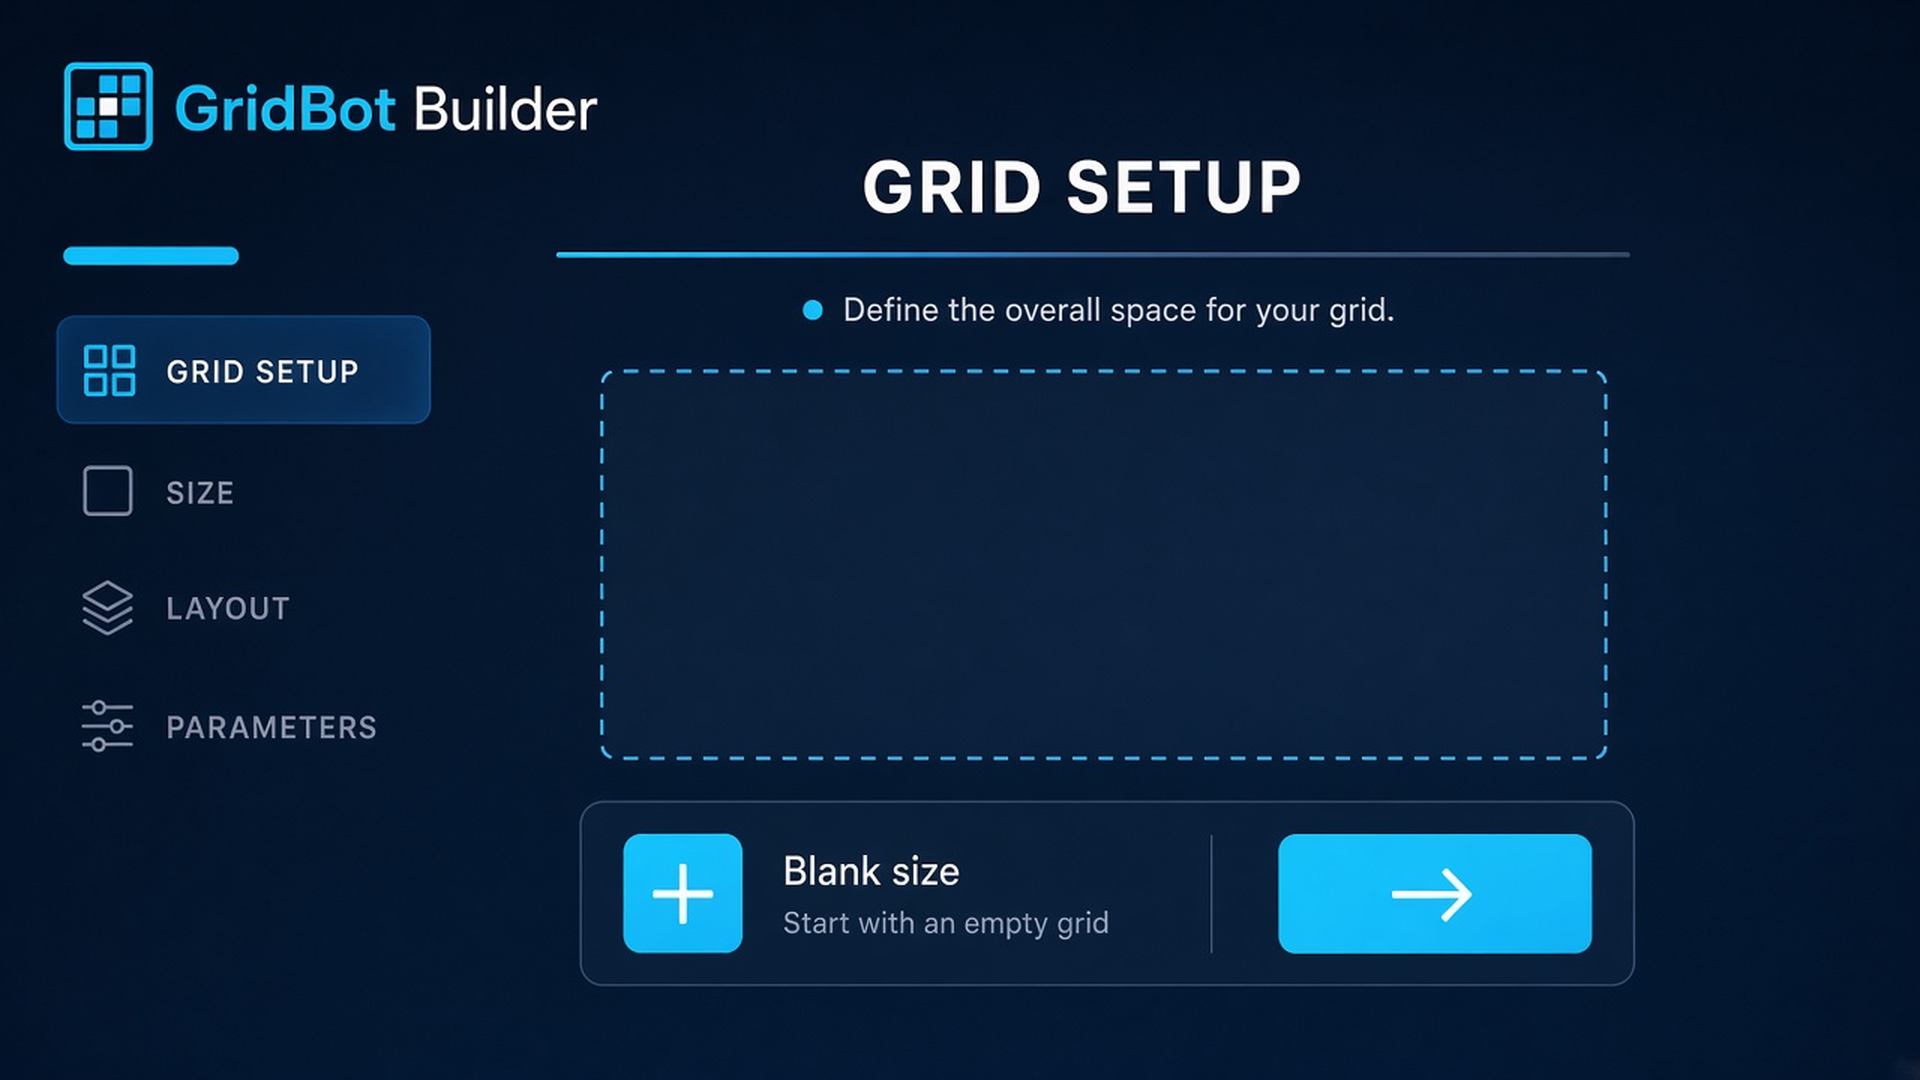 GridBot Builder
GRID SETUP
Define the overall space for your grid.
GRID SETUP
SIZE
LAYOUT
PARAMETERS
Blank size
Start with an empty grid